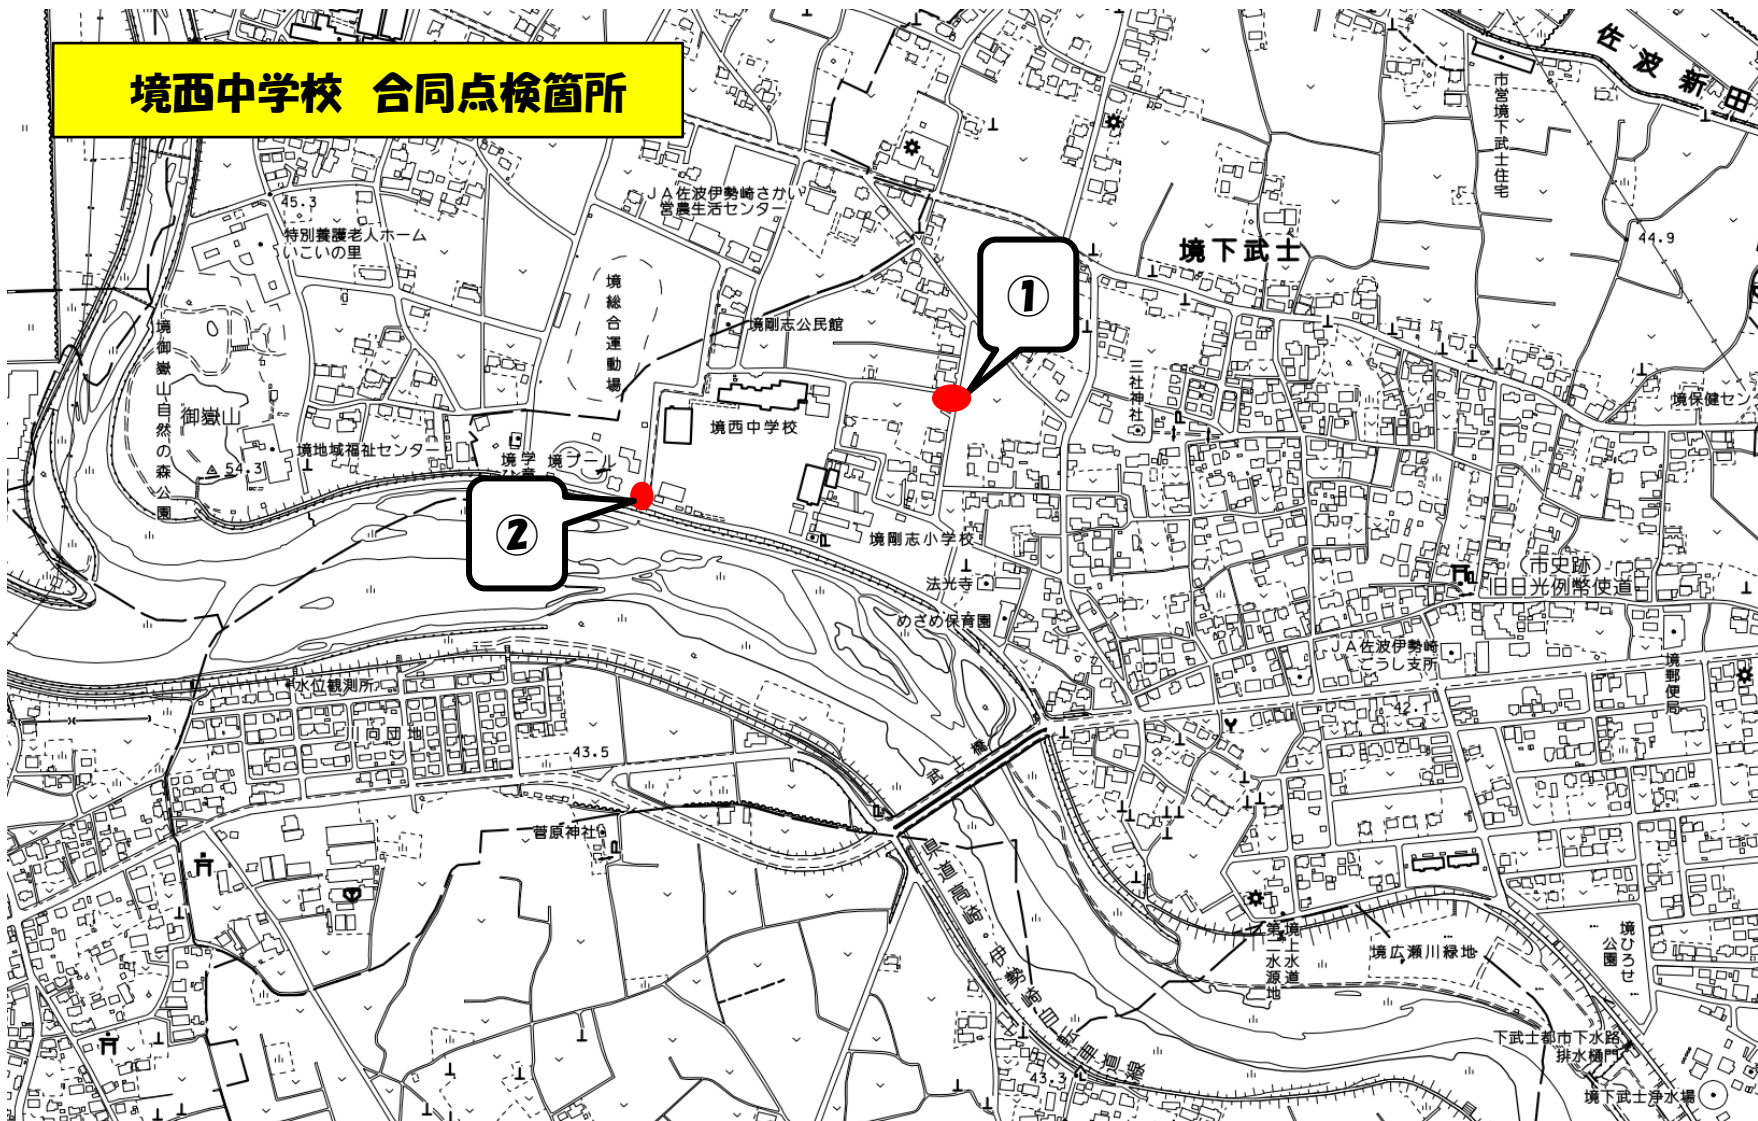 境西中学校 合同点検箇所
佐波新田
市営境下武士住宅
JA佐波伊勢崎さかい
営農生活センター
45.3
特別養護老人ホーム
いこいの里
境下武士
44.9
①
境総合運動場
境剛志公民館
境御嶽山自然の森公園
御嶽山
三社神社
境保健セン
境西中学校
境地域福祉センター
54.3
境学
境プール
②
境剛志小学校
法光寺
(市史跡)
旧日光例幣使道
めざめ保育園
JA佐波伊勢崎
ごうし支所
境郵便局
水位観測所
42.1
川向団地
43.5
武士橋
菅原神社
県道高崎・伊勢崎自転車道線
境上水道
第二水源地
境広瀬川緑地
境ひろせ
公園
下武士都市下水路
排水樋門
43.3
境下武士浄水場